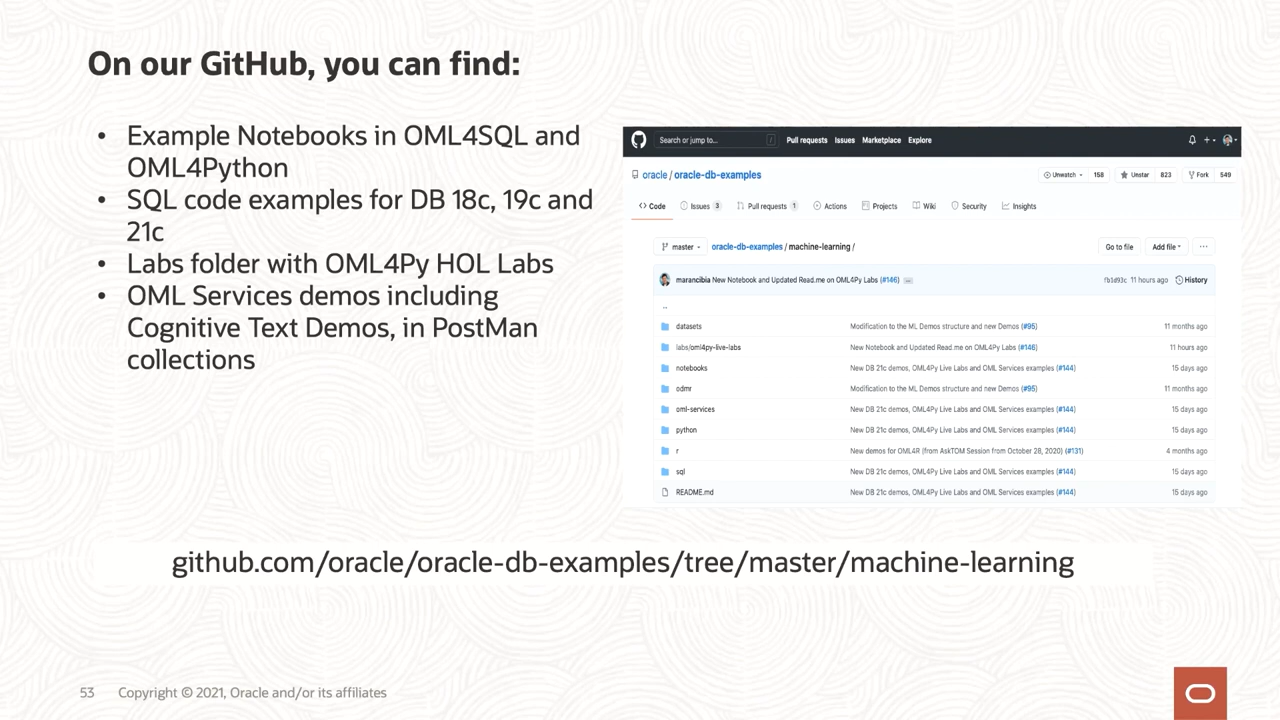 On our GitHub, you can find:
• Example Notebooks in OML4SQL and
OML4Python
• SQL code examples for DB 18c, 19c and
21c
• Labs folder with OML4Py HOL Labs
• OML Services demos including
Cognitive Text Demos, in PostMan
collections
Search or jump to... / Pull requests Issues Marketplace Explore
oracle / oracle-db-examples Unwatch 158 Unstar 823 Fork 549
Code Issues 3 Pull requests 1 Actions Projects Wiki Security Insights
master oracle-db-examples / machine-learning / Go to file Add file ...
marancibia New Notebook and Updated Read.me on OML4Py Labs (#146) ... fb1d93c 11 hours ago History
..
datasets Modification to the ML Demos structure and new Demos (#95) 11 months ago
labs/oml4py-live-labs New Notebook and Updated Read.me on OML4Py Labs (#146) 11 hours ago
notebooks New DB 21c demos, OML4Py Live Labs and OML Services examples (#144) 15 days ago
odmr Modification to the ML Demos structure and new Demos (#95) 11 months ago
oml-services New DB 21c demos, OML4Py Live Labs and OML Services examples (#144) 15 days ago
python New DB 21c demos, OML4Py Live Labs and OML Services examples (#144) 15 days ago
r New demos for OML4R (from AskTOM Session from October 28, 2020) (#131) 4 months ago
sql New DB 21c demos, OML4Py Live Labs and OML Services examples (#144) 15 days ago
README.md New DB 21c demos, OML4Py Live Labs and OML Services examples (#144) 15 days ago
github.com/oracle/oracle-db-examples/tree/master/machine-learning
53 Copyright © 2021, Oracle and/or its affiliates